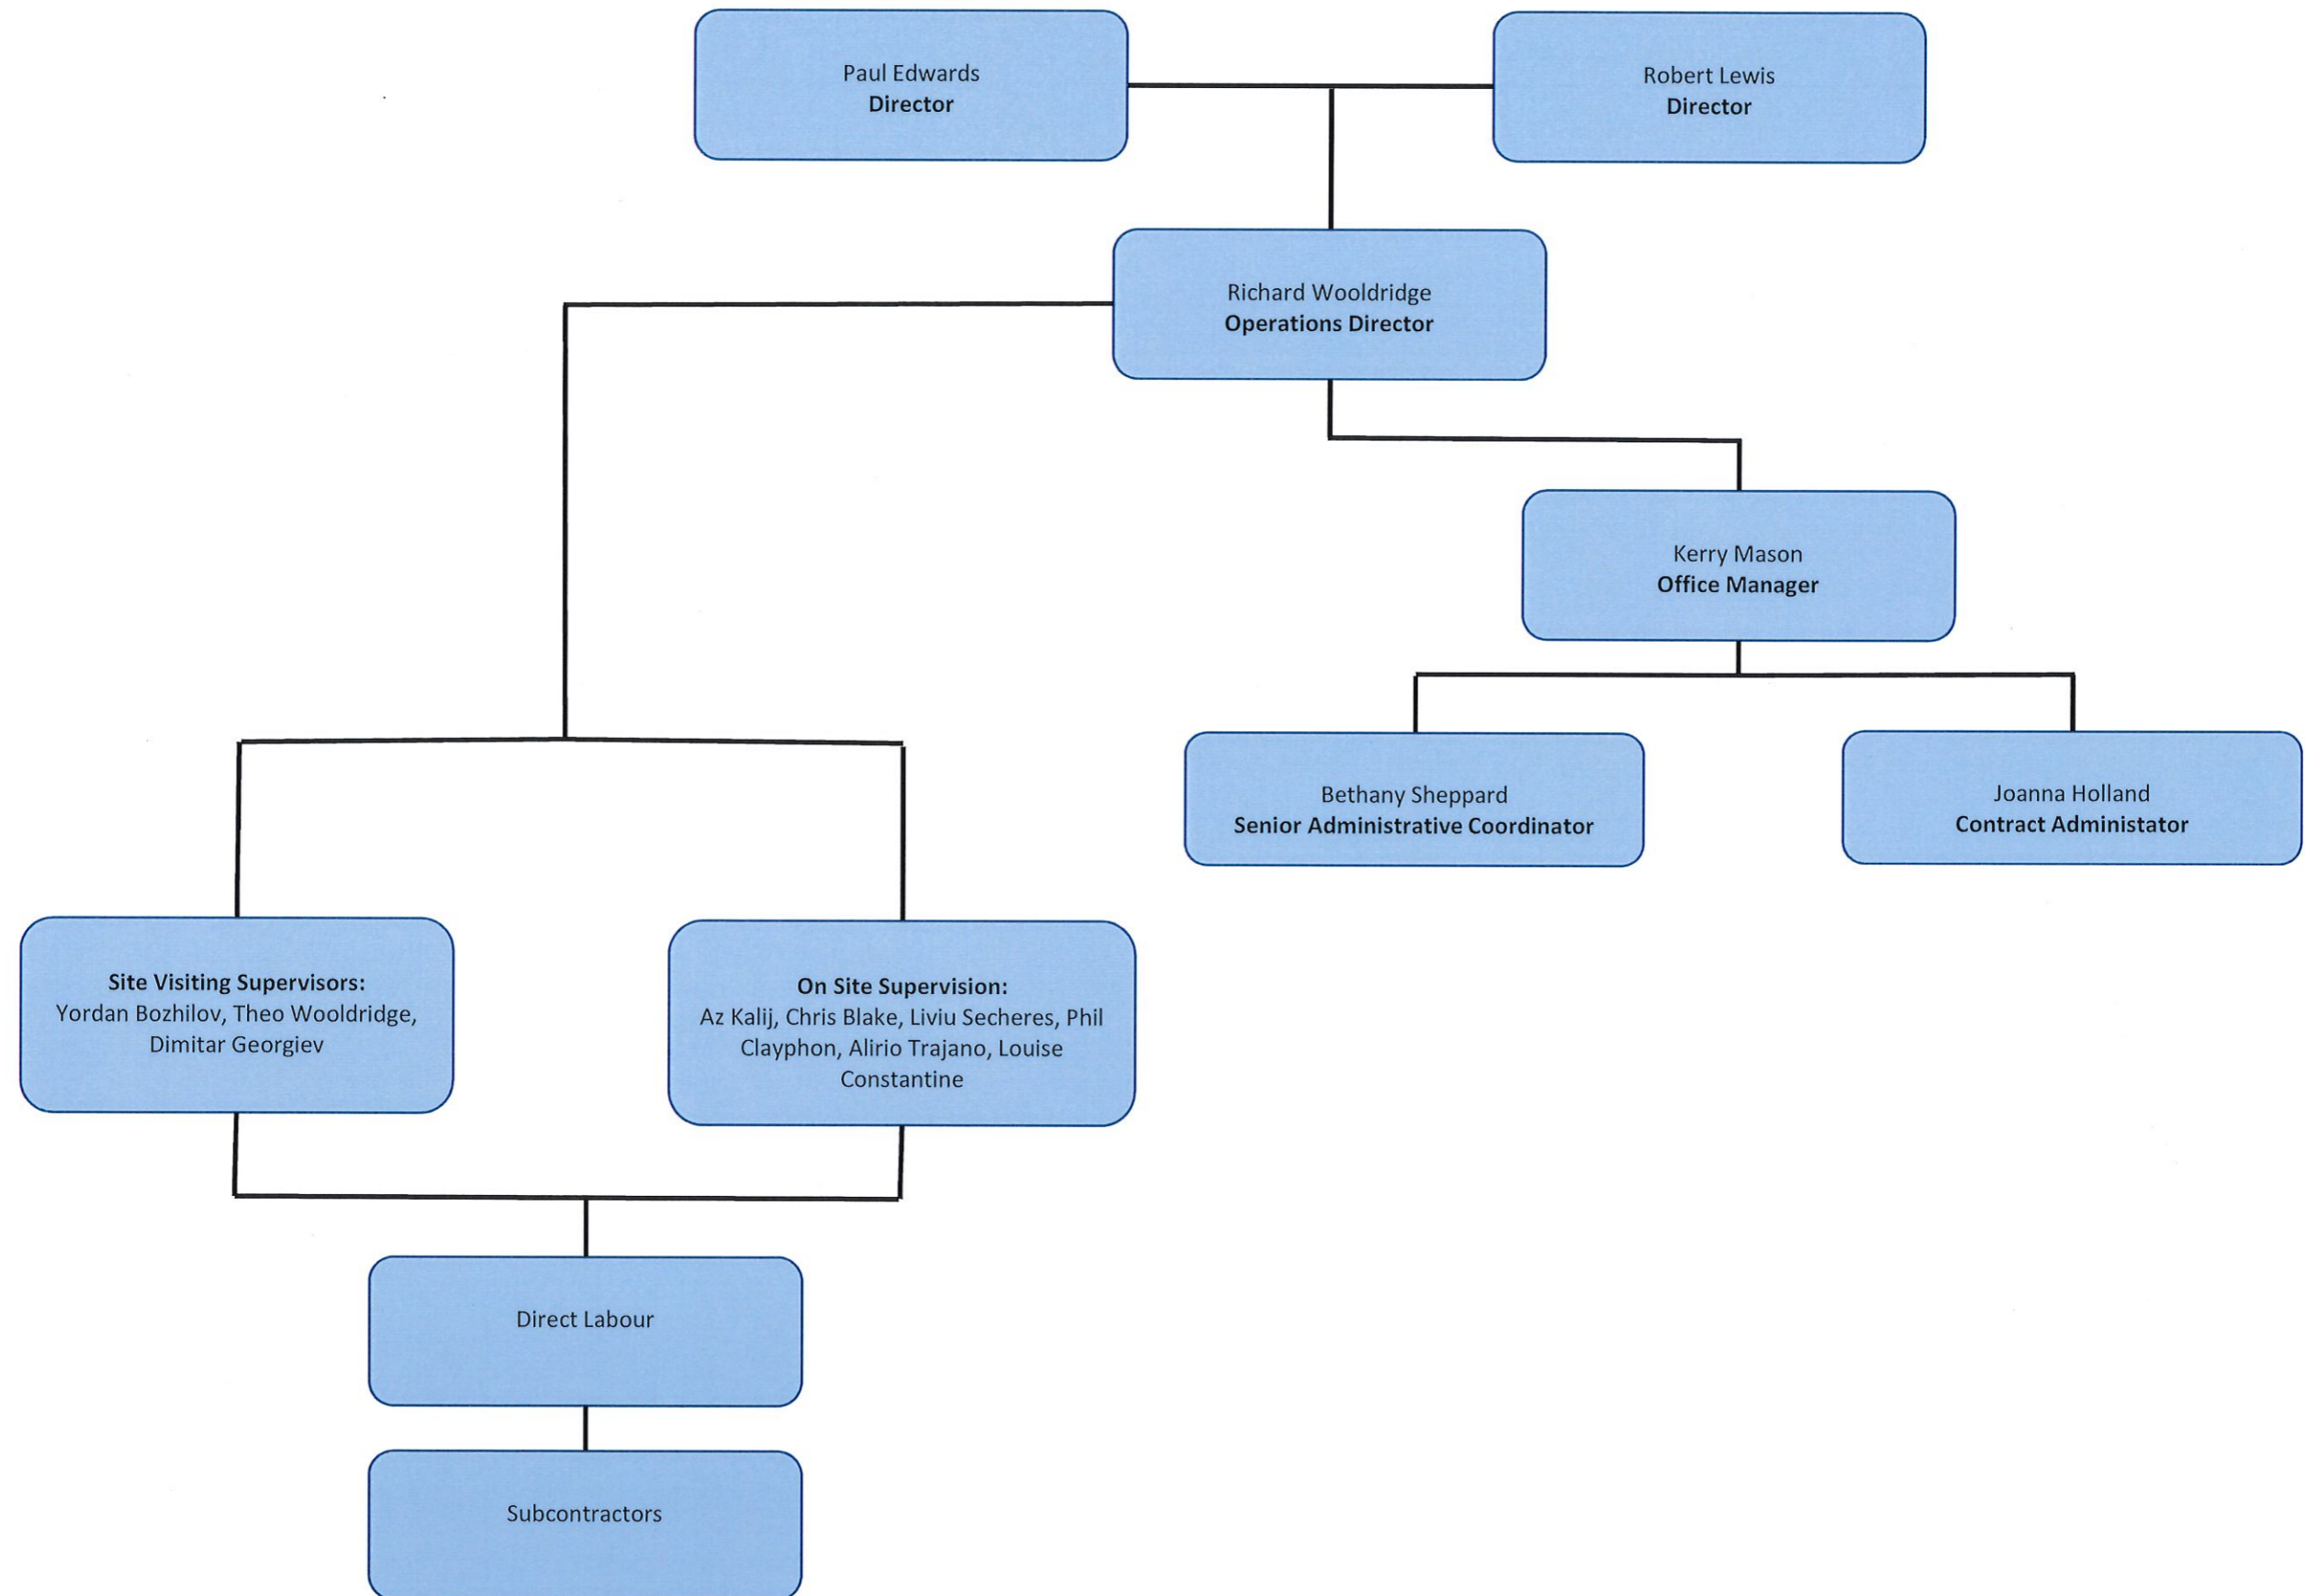 Paul Edwards
Director
Robert Lewis
Director
Richard Wooldridge
Operations Director
Kerry Mason
Office Manager
Bethany Sheppard
Senior Administrative Coordinator
Joanna Holland
Contract Administator
Site Visiting Supervisors:
Yordan Bozhilov, Theo Wooldridge,
Dimitar Georgiev
On Site Supervision:
Az Kalij, Chris Blake, Liviu Secheres, Phil
Clayphon, Alirio Trajano, Louise
Constantine
Direct Labour
Subcontractors